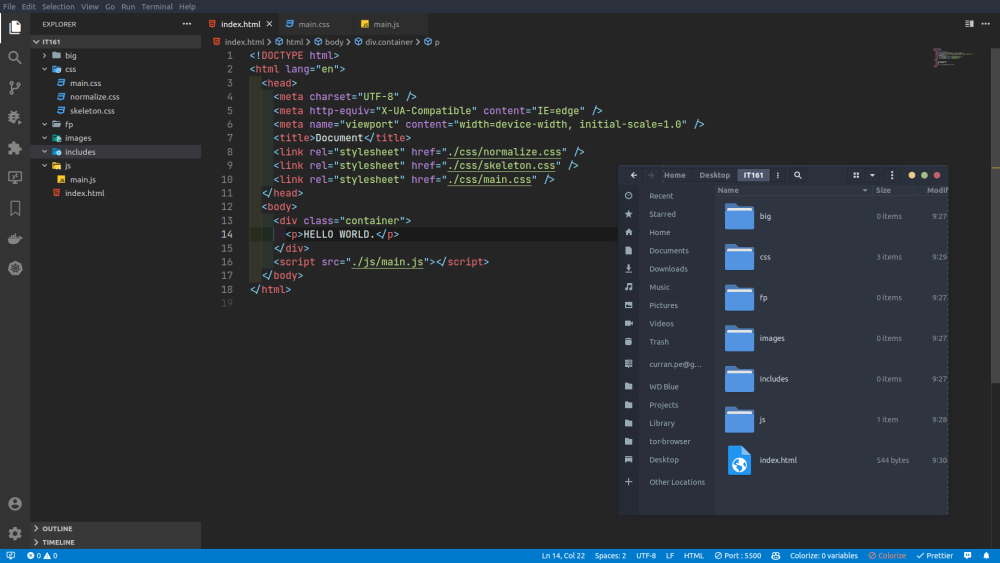 File Edit Selection View Go Run Terminal Help
EXPLORER
IT161
big
css
main.css
normalize.css
skeleton.css
fp
images
includes
js
main.js
index.html
OUTLINE
TIMELINE
index.html main.css main.js
index.html html body div.container p
1 <!DOCTYPE html>
2 <html lang="en">
3 <head>
4 <meta charset="UTF-8" />
5 <meta http-equiv="X-UA-Compatible" content="IE=edge" />
6 <meta name="viewport" content="width=device-width, initial-scale=1.0" />
7 <title>Document</title>
8 <link rel="stylesheet" href="./css/normalize.css" />
9 <link rel="stylesheet" href="./css/skeleton.css" />
10 <link rel="stylesheet" href="./css/main.css" />
11 </head>
12 <body>
13 <div class="container">
14 <p>HELLO WORLD.</p>
15 </div>
16 <script src="./js/main.js"></script>
17 </body>
18 </html>
19
Home Desktop IT161
Recent
Starred
Home
Documents
Downloads
Music
Pictures
Videos
Trash
curran.pe@g...
WD Blue
Projects
Library
tor-browser
Desktop
Other Locations
Name Size Modif
big 0 items 9:27
css 3 items 9:29
fp 0 items 9:27
images 0 items 9:27
includes 0 items 9:27
js 1 item 9:28
index.html 544 bytes 9:30
0 0 Ln 14, Col 22 Spaces: 2 UTF-8 LF HTML Port : 5500 Colorize: 0 variables Colorize Prettier